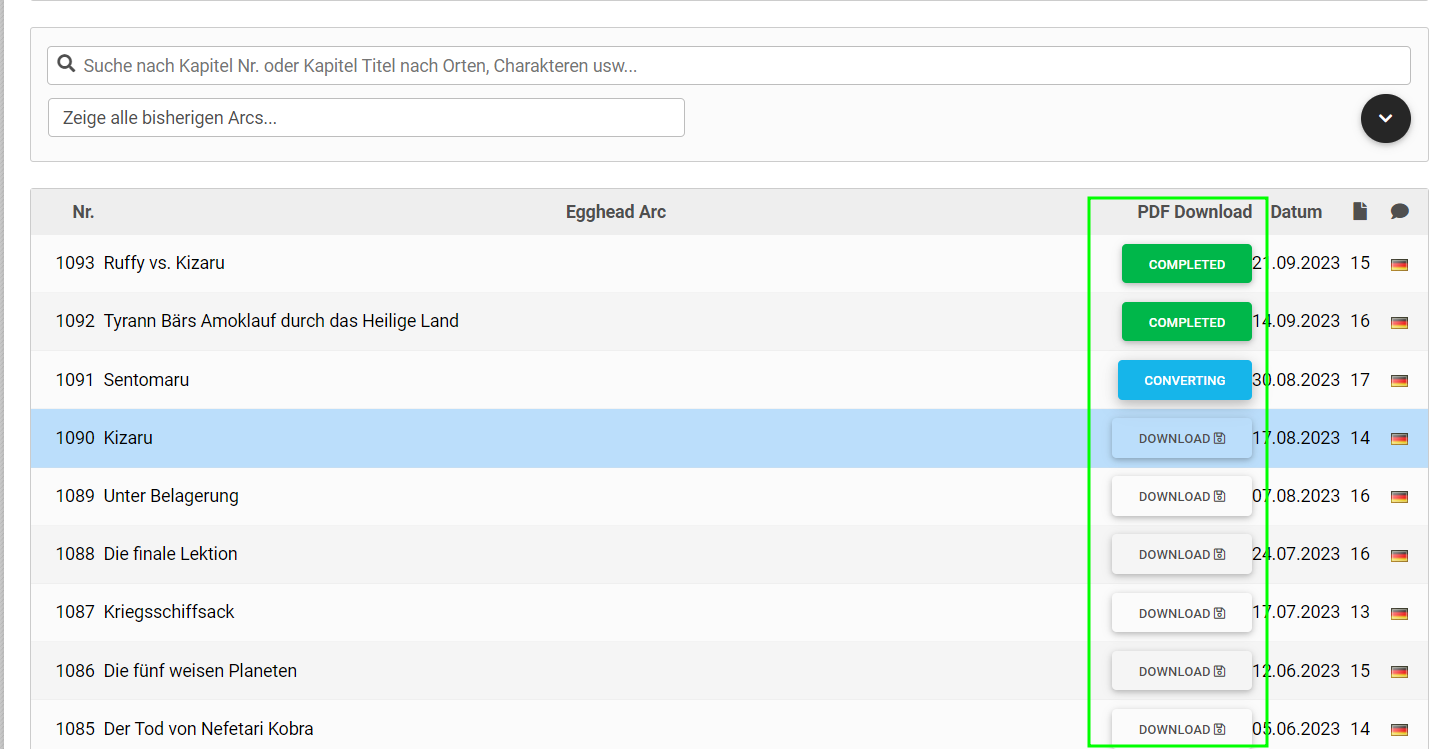 Suche nach Kapitel Nr. oder Kapitel Titel nach Orten, Charakteren usw...
Zeige alle bisherigen Arcs...
Nr. Egghead Arc PDF Download Datum
1093 Ruffy vs. Kizaru COMPLETED 21.09.2023 15
1092 Tyrann Bärs Amoklauf durch das Heilige Land COMPLETED 14.09.2023 16
1091 Sentomaru CONVERTING 30.08.2023 17
1090 Kizaru DOWNLOAD 17.08.2023 14
1089 Unter Belagerung DOWNLOAD 07.08.2023 16
1088 Die finale Lektion DOWNLOAD 24.07.2023 16
1087 Kriegsschiffsack DOWNLOAD 17.07.2023 13
1086 Die fünf weisen Planeten DOWNLOAD 12.06.2023 15
1085 Der Tod von Nefetari Kobra DOWNLOAD 05.06.2023 14